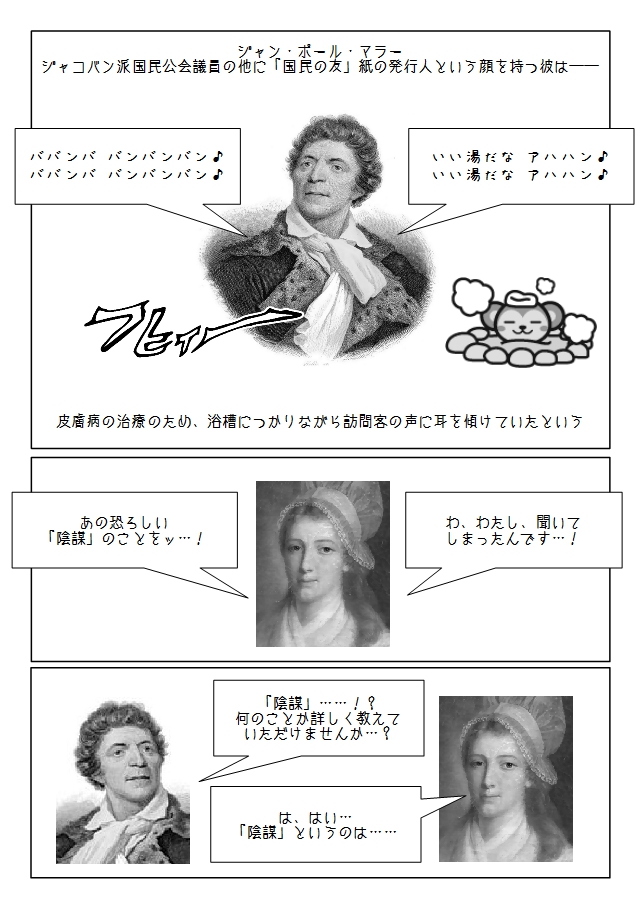 ジャン・ポール・マラー
ジャコバン派国民公会議員の他に「国民の友」紙の発行人という顔を持つ彼は――
ババンバ バンバンバン♪
ババンバ バンバンバン♪
いい湯だな アハハン♪
いい湯だな アハハン♪
フヒィー
皮膚病の治療のため、浴槽につかりながら訪問客の声に耳を傾けていたという
あの恐ろしい
「陰謀」のことをッ…!
わ、わたし、聞いて
しまったんです…!
「陰謀」……!?
何のことか詳しく教えて
いただけませんか…?
は、はい…
「陰謀」というのは……